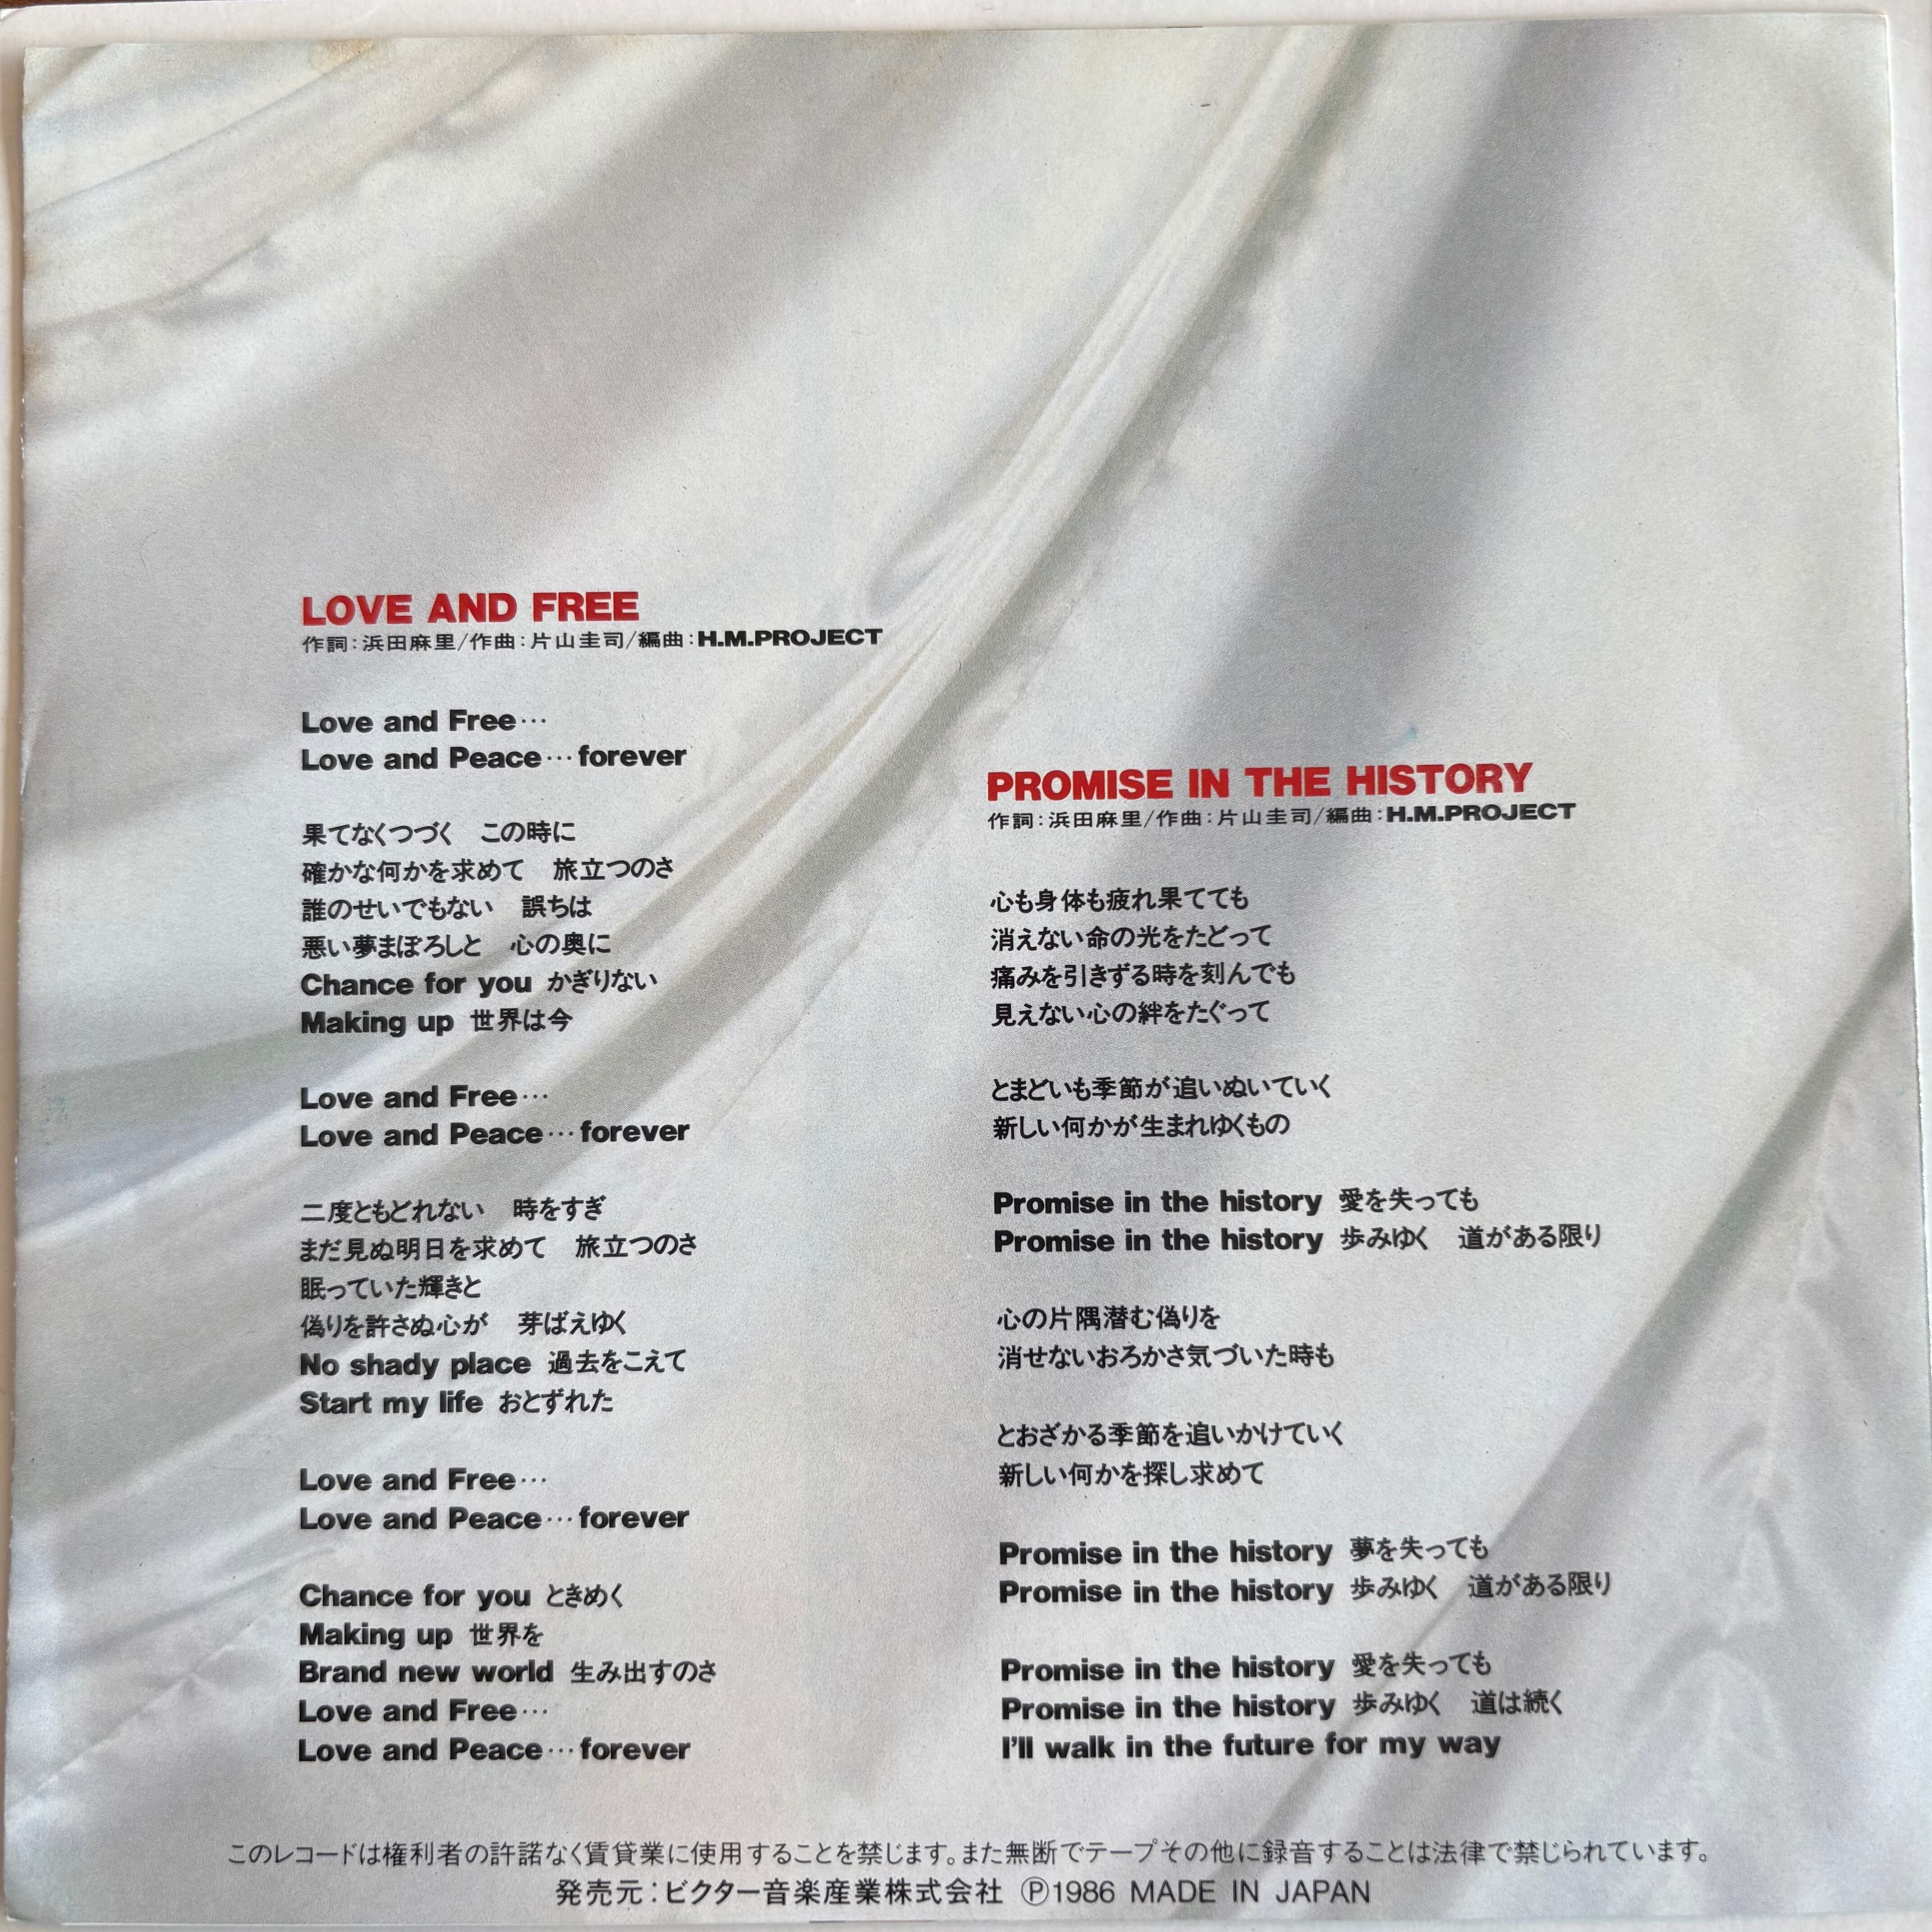 LOVE AND FREE
作詞:浜田麻里/作曲:片山圭司/編曲:H.M.PROJECT
Love and Free…
Love and Peace…forever
果てなくつづく　この時に
確かな何かを求めて　旅立つのさ
誰のせいでもない　誤ちは
悪い夢まぼろしと　心の奥に
Chance for you かぎりない
Making up 世界は今
Love and Free…
Love and Peace…forever
二度ともどれない　時をすぎ
まだ見ぬ明日を求めて　旅立つのさ
眠っていた輝きと
偽りを許さぬ心が　芽ばえゆく
No shady place 過去をこえて
Start my life おとずれた
Love and Free…
Love and Peace…forever
Chance for you ときめく
Making up 世界を
Brand new world 生み出すのさ
Love and Free…
Love and Peace…forever
PROMISE IN THE HISTORY
作詞:浜田麻里/作曲:片山圭司/編曲:H.M.PROJECT
心も身体も疲れ果てても
消えない命の光をたどって
痛みを引きずる時を刻んでも
見えない心の絆をたぐって
とまどいも季節が追いぬいていく
新しい何かが生まれゆくもの
Promise in the history 愛を失っても
Promise in the history 歩みゆく　道がある限り
心の片隅潜む偽りを
消せないおろかさ気づいた時も
とおざかる季節を追いかけていく
新しい何かを探し求めて
Promise in the history 夢を失っても
Promise in the history 歩みゆく　道がある限り
Promise in the history 愛を失っても
Promise in the history 歩みゆく　道は続く
I'll walk in the future for my way
このレコードは権利者の許諾なく賃貸業に使用することを禁じます。また無断でテープその他に録音することは法律で禁じられています。
発売元:ビクター音楽産業株式会社 Ⓟ1986 MADE IN JAPAN